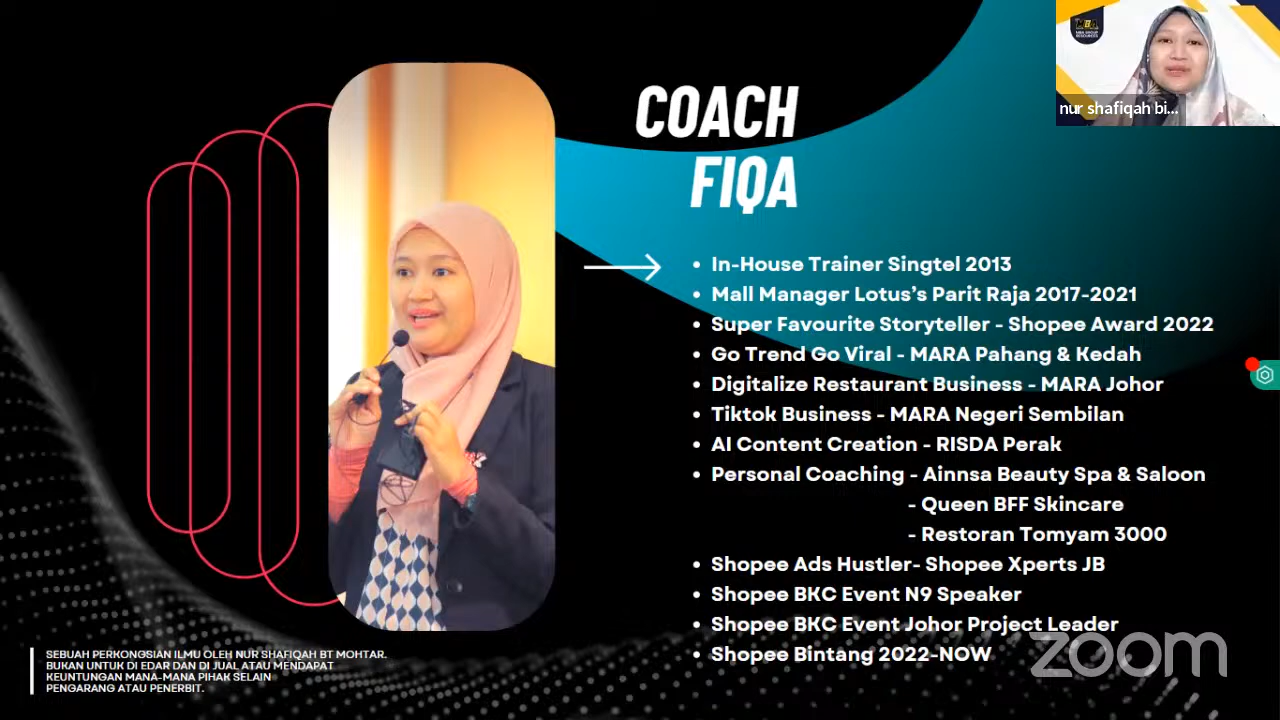 COACH
FIQA
nur shafiqah bi...
• In-House Trainer Singtel 2013
• Mall Manager Lotus's Parit Raja 2017-2021
• Super Favourite Storyteller - Shopee Award 2022
• Go Trend Go Viral - MARA Pahang & Kedah
• Digitalize Restaurant Business - MARA Johor
• Tiktok Business - MARA Negeri Sembilan
• AI Content Creation - RISDA Perak
• Personal Coaching - Ainnsa Beauty Spa & Saloon
- Queen BFF Skincare
- Restoran Tomyam 3000
• Shopee Ads Hustler- Shopee Xperts JB
• Shopee BKC Event N9 Speaker
• Shopee BKC Event Johor Project Leader
• Shopee Bintang 2022-NOW
zoom
SEBUAH PERKONGSIAN ILMU OLEH NUR SHAFIQAH BT MOHTAR.
BUKAN UNTUK DI EDAR DAN DI JUAL ATAU MENDAPAT
KEUNTUNGAN MANA-MANA PIHAK SELAIN
PENGARANG ATAU PENERBIT.